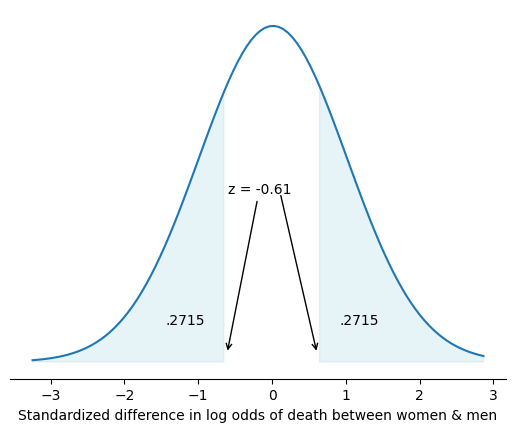 z = -0.61
.2715 .2715
−3 −2 −1 0 1 2 3
Standardized difference in log odds of death between women & men